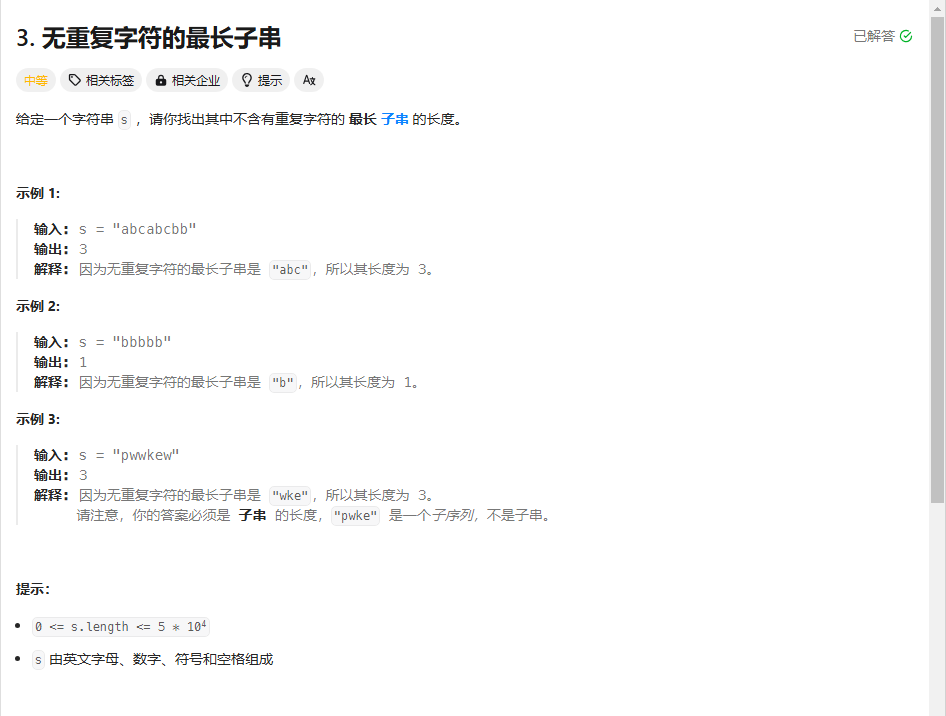 3. 无重复字符的最长子串
已解答
中等 相关标签 相关企业 提示 Aあ
给定一个字符串 s ，请你找出其中不含有重复字符的 最长 子串 的长度。
示例 1:
输入: s = "abcabcbb"
输出: 3
解释: 因为无重复字符的最长子串是 "abc"，所以其长度为 3。
示例 2:
输入: s = "bbbbb"
输出: 1
解释: 因为无重复字符的最长子串是 "b"，所以其长度为 1。
示例 3:
输入: s = "pwwkew"
输出: 3
解释: 因为无重复字符的最长子串是 "wke"，所以其长度为 3。
请注意，你的答案必须是 子串 的长度，"pwke" 是一个子序列，不是子串。
提示：
0 <= s.length <= 5 * 10⁴
s 由英文字母、数字、符号和空格组成